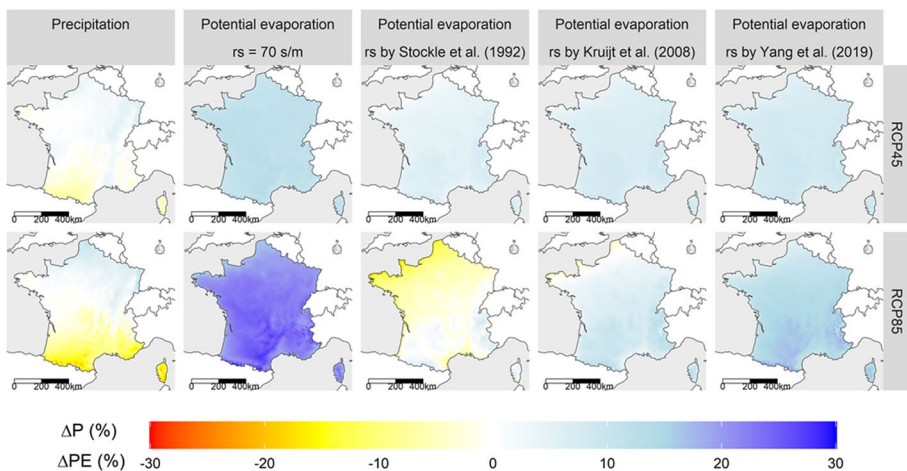 Precipitation
Potential evaporation
rs = 70 s/m
Potential evaporation
rs by Stockle et al. (1992)
Potential evaporation
rs by Kruijt et al. (2008)
Potential evaporation
rs by Yang et al. (2019)
0 200 400km
0 200 400km
0 200 400km
0 200 400km
0 200 400km
RCP45
0 200 400km
0 200 400km
0 200 400km
0 200 400km
0 200 400km
RCP85
ΔP (%)
ΔPE (%)
-30 -20 -10 0 10 20 30